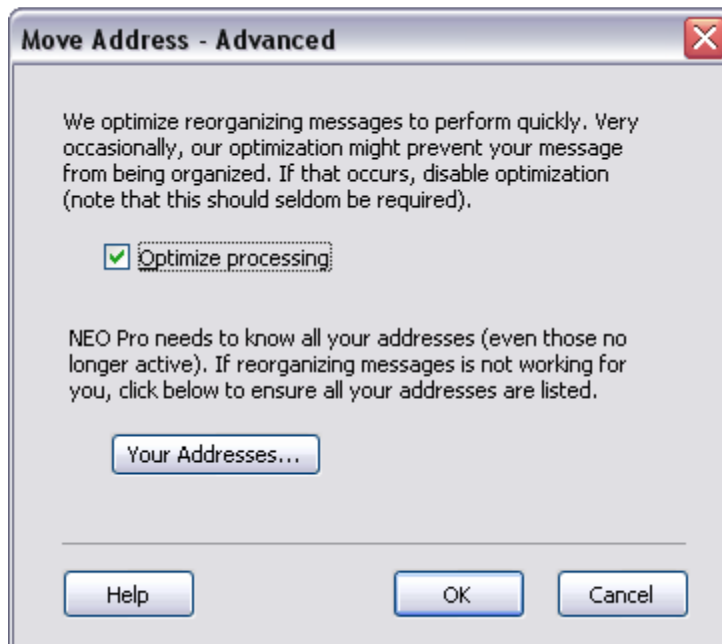 Move Address - Advanced
We optimize reorganizing messages to perform quickly. Very
occasionally, our optimization might prevent your message
from being organized. If that occurs, disable optimization
(note that this should seldom be required).
Optimize processing
NEO Pro needs to know all your addresses (even those no
longer active). If reorganizing messages is not working for
you, click below to ensure all your addresses are listed.
Your Addresses...
Help OK Cancel